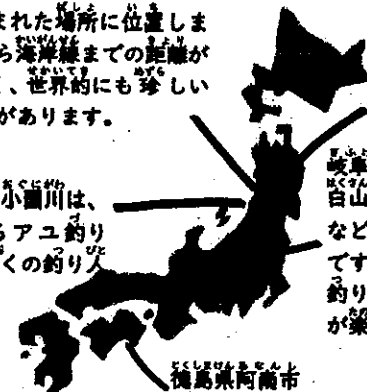 まれた場所に位置しま
ら海岸線までの距離が
、世界的にも珍しい
があります。
小国川は、
るアユ釣り
くの釣り人
岐阜
白山
など
です
釣り
が楽
徳島県阿南市